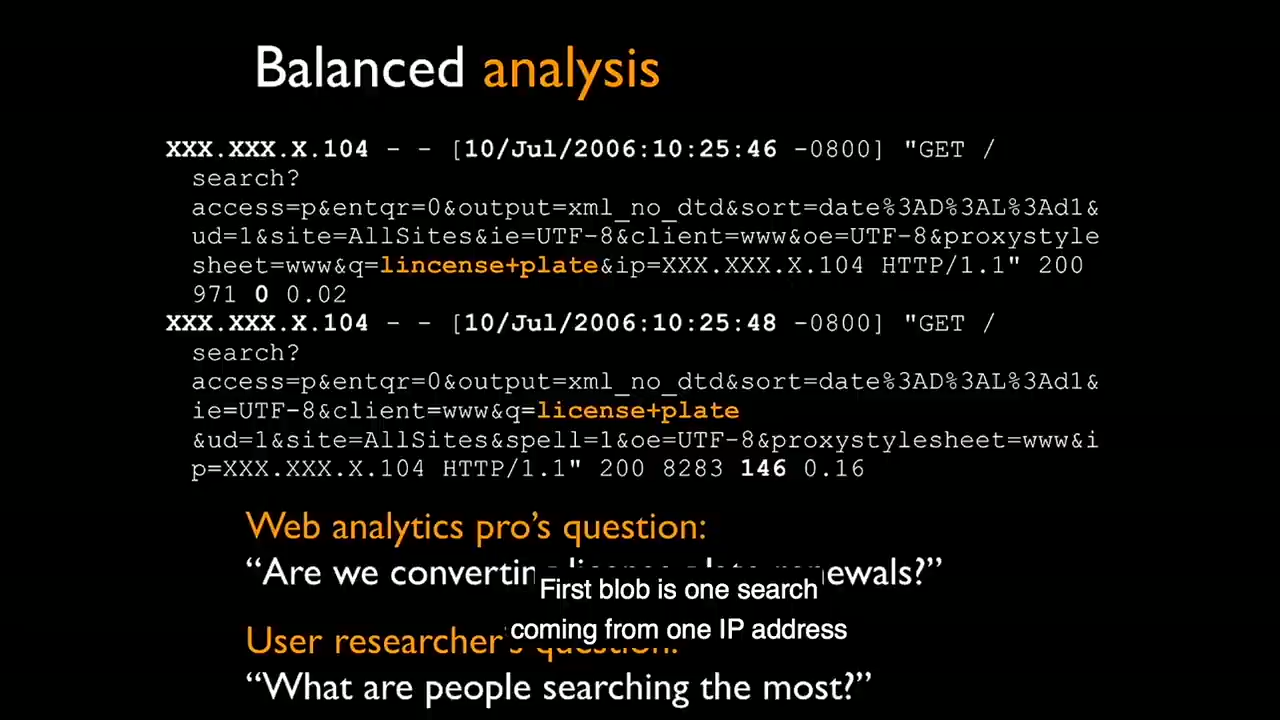 Balanced analysis
XXX.XXX.X.104 - - [10/Jul/2006:10:25:46 -0800] "GET /
search?
access=p&entqr=0&output=xml_no_dtd&sort=date%3AD%3AL%3Ad1&
ud=1&site=AllSites&ie=UTF-8&client=www&oe=UTF-8&proxystyle
sheet=www&q=lincense+plate&ip=XXX.XXX.X.104 HTTP/1.1" 200
971 0 0.02
XXX.XXX.X.104 - - [10/Jul/2006:10:25:48 -0800] "GET /
search?
access=p&entqr=0&output=xml_no_dtd&sort=date%3AD%3AL%3Ad1&
ie=UTF-8&client=www&q=license+plate
&ud=1&site=AllSites&spell=1&oe=UTF-8&proxystylesheet=www&i
p=XXX.XXX.X.104 HTTP/1.1" 200 8283 146 0.16
Web analytics pro’s question:
“Are we converting license plate renewals?”
First blob is one search
coming from one IP address
User researcher’s question:
“What are people searching the most?”